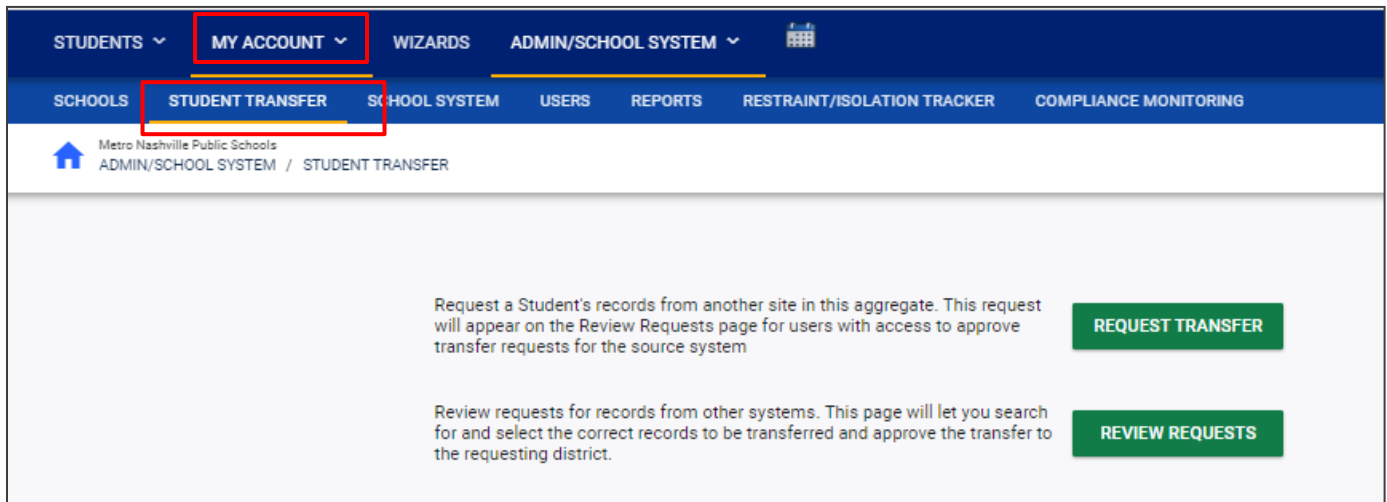 STUDENTS MY ACCOUNT WIZARDS ADMIN/SCHOOL SYSTEM
SCHOOLS STUDENT TRANSFER SCHOOL SYSTEM USERS REPORTS RESTRAINT/ISOLATION TRACKER COMPLIANCE MONITORING
Metro Nashville Public Schools
ADMIN/SCHOOL SYSTEM / STUDENT TRANSFER
Request a Student's records from another site in this aggregate. This request
will appear on the Review Requests page for users with access to approve
transfer requests for the source system
REQUEST TRANSFER
Review requests for records from other systems. This page will let you search
for and select the correct records to be transferred and approve the transfer to
the requesting district.
REVIEW REQUESTS